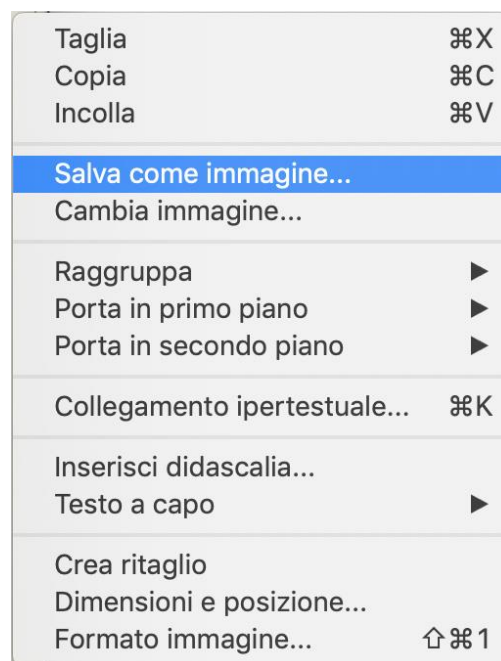 Taglia ⌘X
Copia ⌘C
Incolla ⌘V
Salva come immagine...
Cambia immagine...
Raggruppa ▶
Porta in primo piano ▶
Porta in secondo piano ▶
Collegamento ipertestuale... ⌘K
Inserisci didascalia...
Testo a capo ▶
Crea ritaglio
Dimensioni e posizione...
Formato immagine... ⇧⌘1